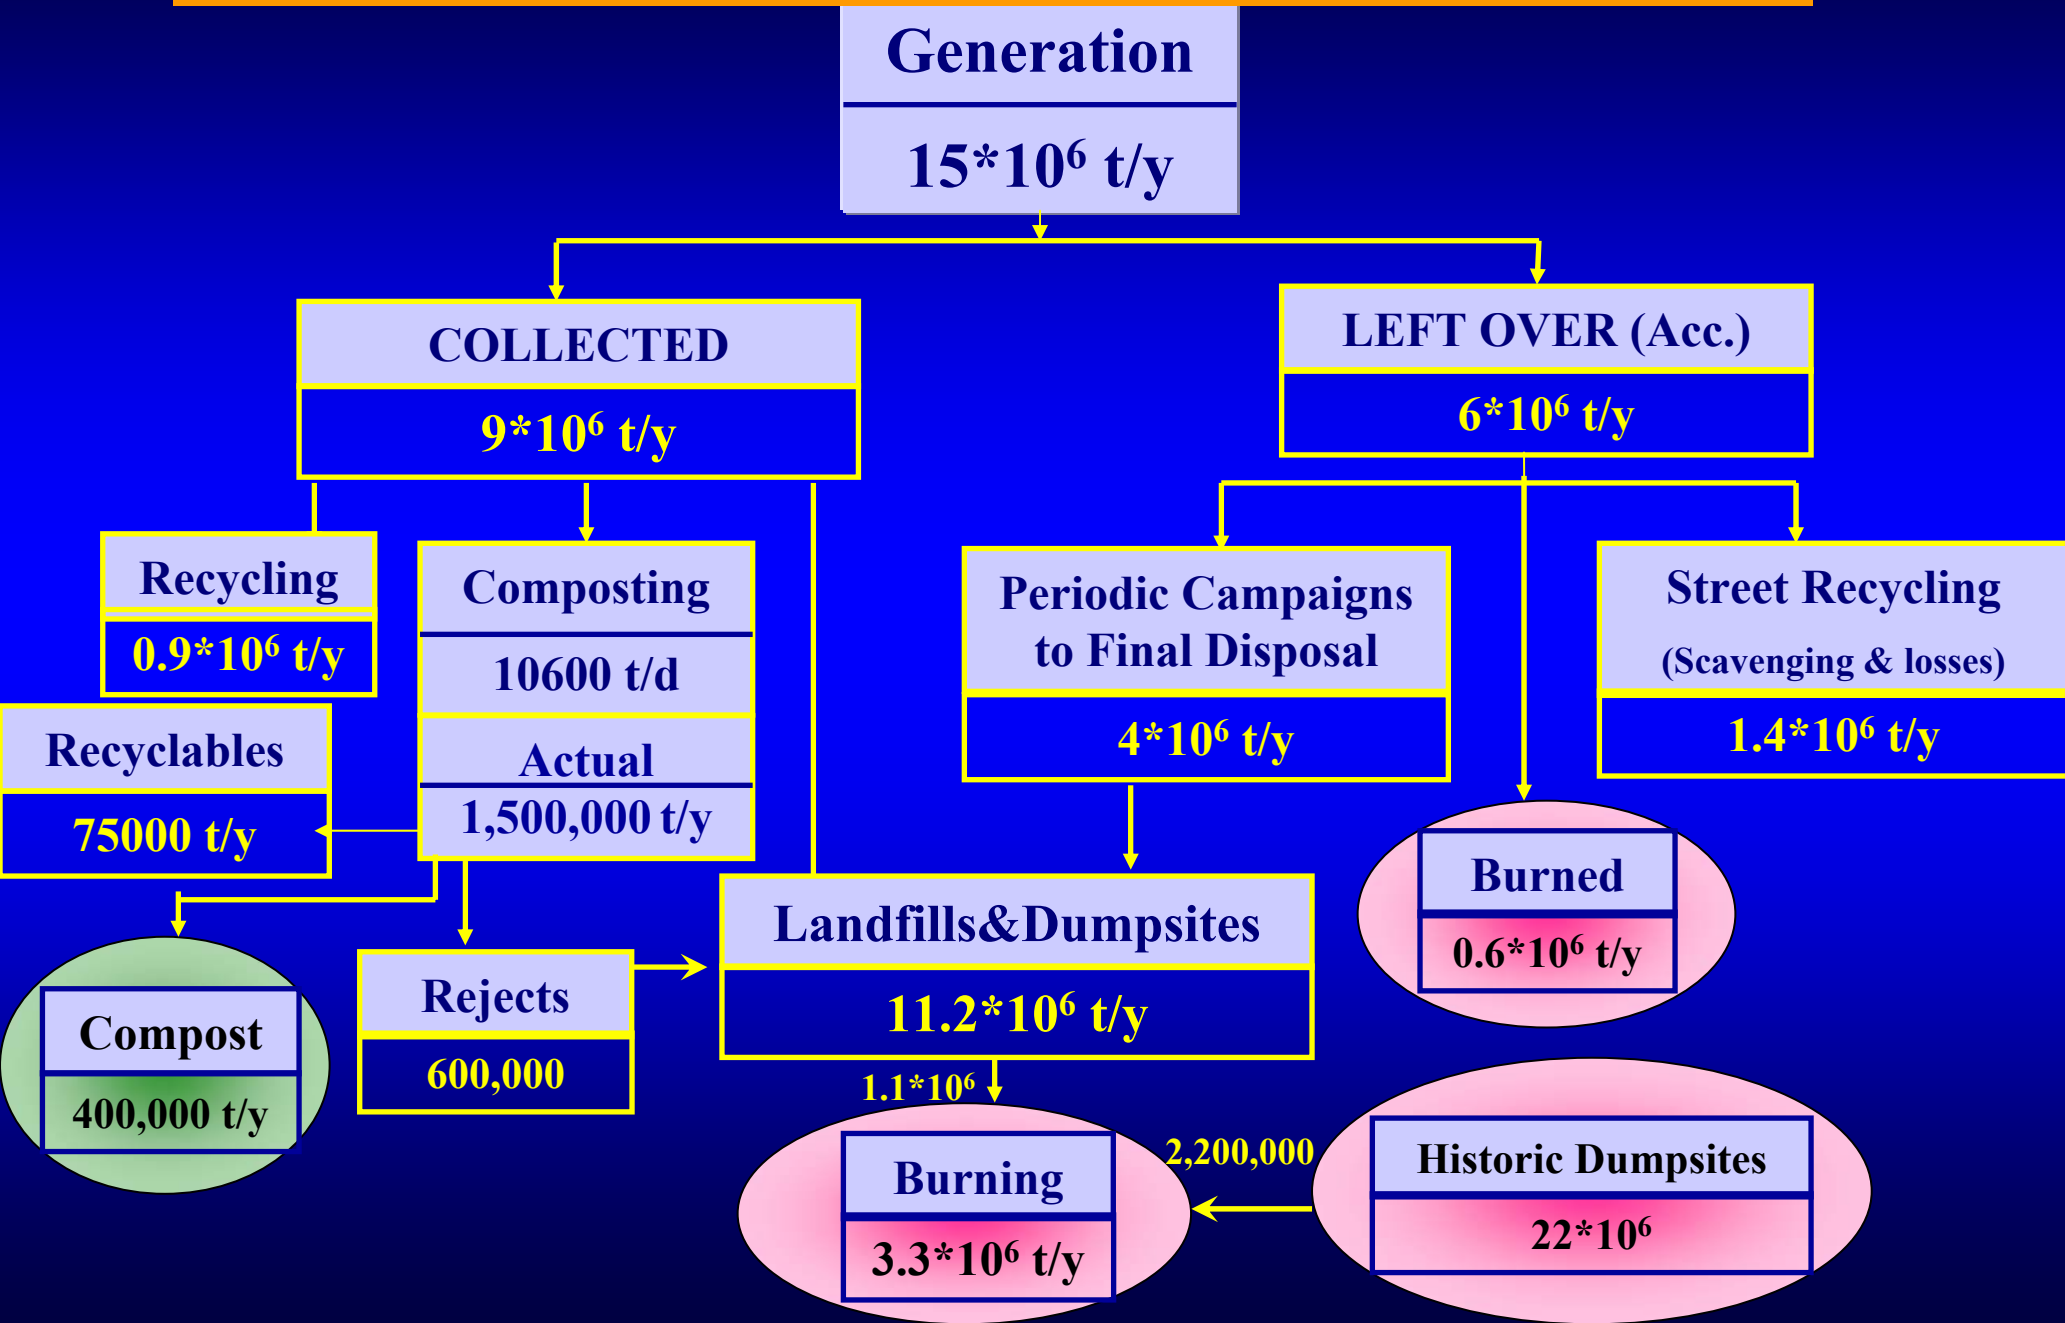 Generation
15*10⁶ t/y
COLLECTED
9*10⁶ t/y
LEFT OVER (Acc.)
6*10⁶ t/y
Recycling
0.9*10⁶ t/y
Composting
10600 t/d
Actual
1,500,000 t/y
Recyclables
75000 t/y
Periodic Campaigns
to Final Disposal
4*10⁶ t/y
Street Recycling
(Scavenging & losses)
1.4*10⁶ t/y
Burned
0.6*10⁶ t/y
Landfills&Dumpsites
11.2*10⁶ t/y
Rejects
600,000
Compost
400,000 t/y
1.1*10⁶
Burning
3.3*10⁶ t/y
2,200,000
Historic Dumpsites
22*10⁶